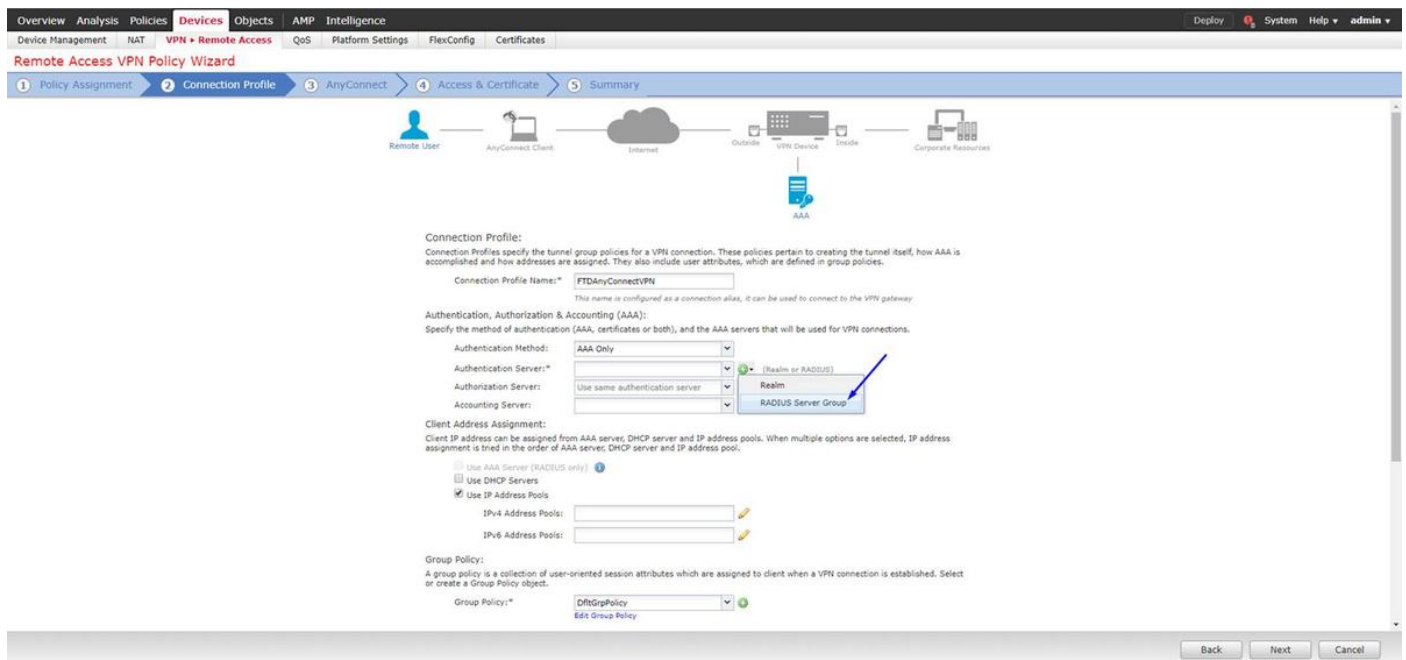 Overview Analysis Policies Devices Objects AMP Intelligence Deploy System Help admin
Device Management NAT VPN ▸ Remote Access QoS Platform Settings FlexConfig Certificates
Remote Access VPN Policy Wizard
1 Policy Assignment 2 Connection Profile 3 AnyConnect 4 Access & Certificate 5 Summary
Remote User AnyConnect Client Internet Outside VPN Device Inside Corporate Resources
AAA
Connection Profile:
Connection Profiles specify the tunnel group policies for a VPN connection. These policies pertain to creating the tunnel itself, how AAA is
accomplished and how addresses are assigned. They also include user attributes, which are defined in group policies.
Connection Profile Name:* FTDAnyConnectVPN
This name is configured as a connection alias, it can be used to connect to the VPN gateway
Authentication, Authorization & Accounting (AAA):
Specify the method of authentication (AAA, certificates or both), and the AAA servers that will be used for VPN connections.
Authentication Method: AAA Only
Authentication Server:* (Realm or RADIUS)
Authorization Server: Use same authentication server Realm
Accounting Server: RADIUS Server Group
Client Address Assignment:
Client IP address can be assigned from AAA server, DHCP server and IP address pools. When multiple options are selected, IP address
assignment is tried in the order of AAA server, DHCP server and IP address pool.
Use AAA Server (RADIUS only)
Use DHCP Servers
Use IP Address Pools
IPv4 Address Pools:
IPv6 Address Pools:
Group Policy:
A group policy is a collection of user-oriented session attributes which are assigned to client when a VPN connection is established. Select
or create a Group Policy object.
Group Policy:* DfltGrpPolicy
Edit Group Policy
Back Next Cancel